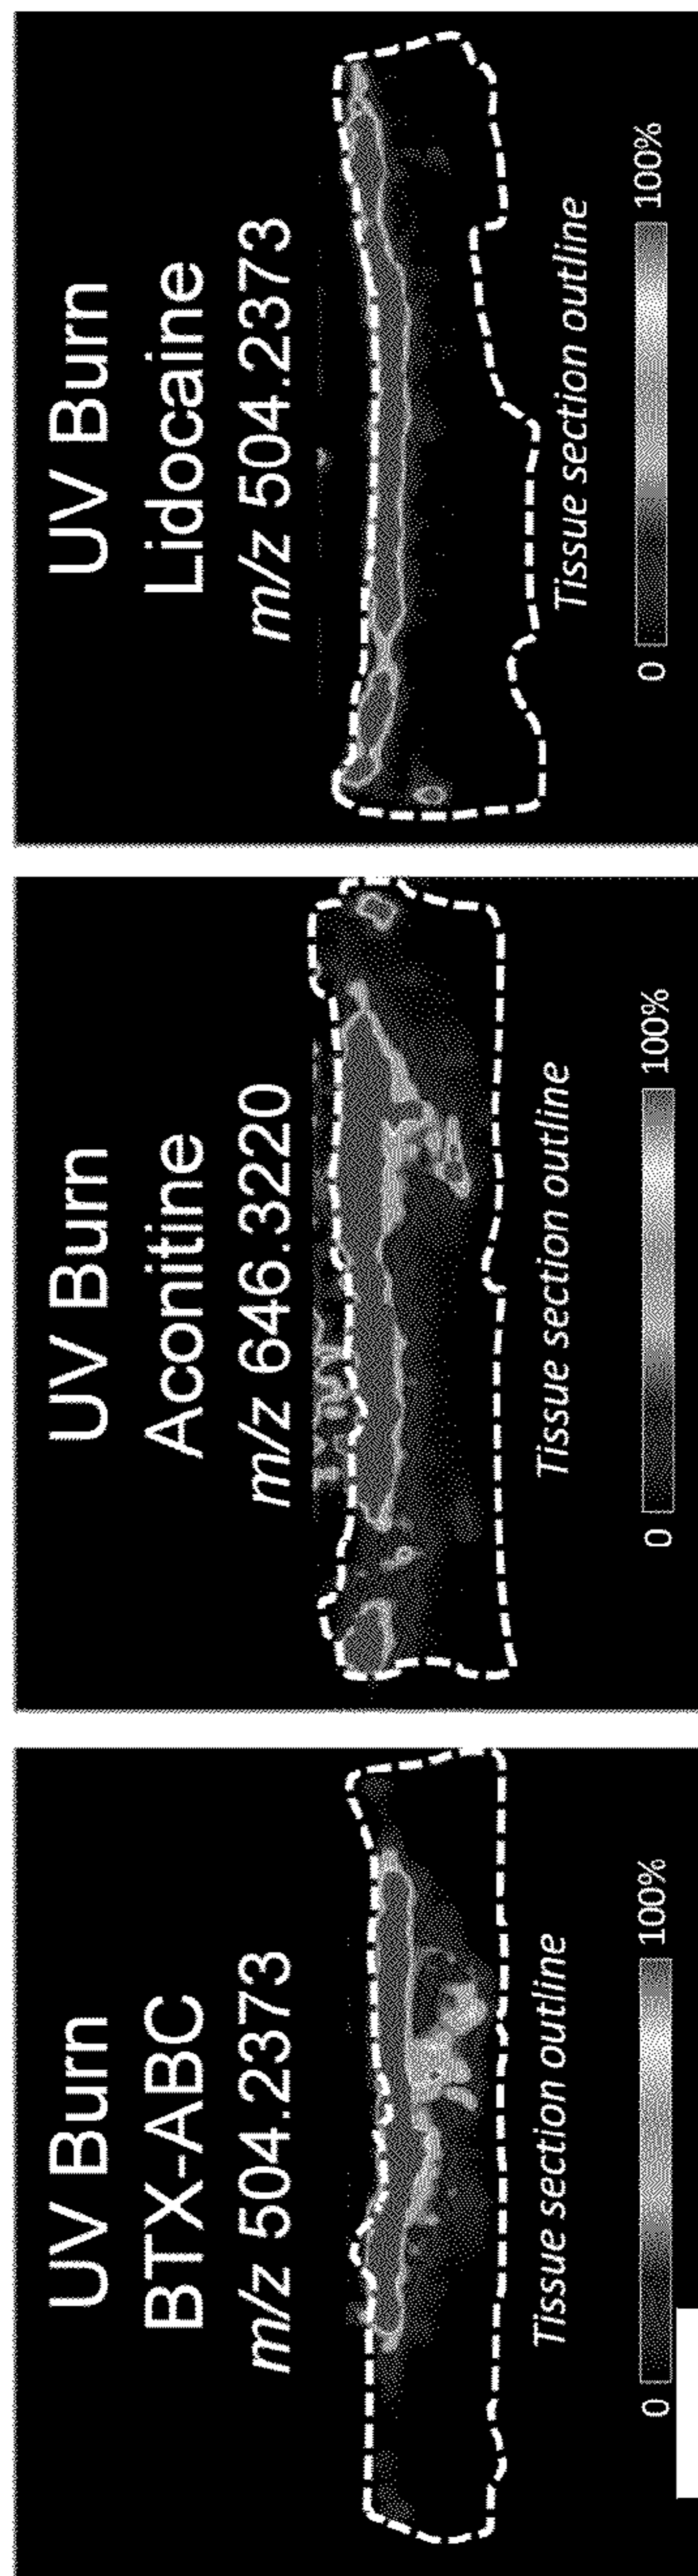 UV Burn
BTX-ABC
m/z 504.2373
Tissue section outline
0 100%
UV Burn
Aconitine
m/z 646.3220
Tissue section outline
0 100%
UV Burn
Lidocaine
m/z 504.2373
Tissue section outline
0 100%